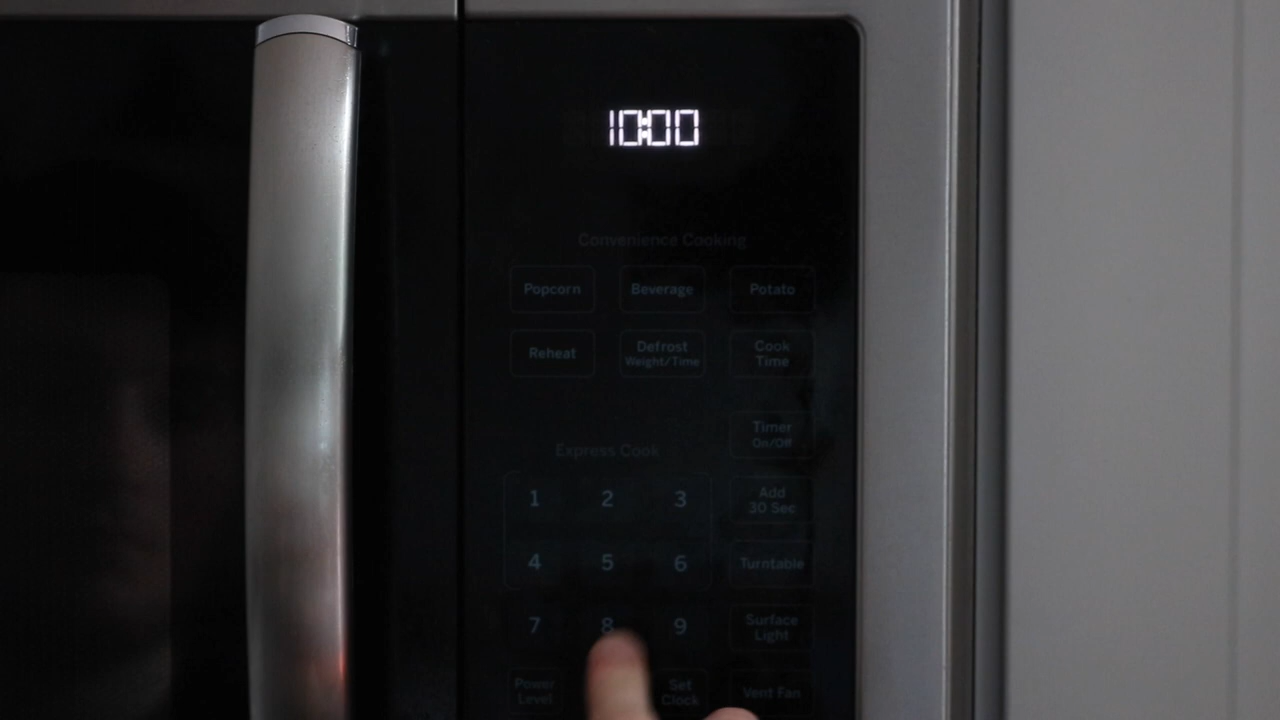 10:00
Convenience Cooking
Popcorn
Beverage
Potato
Reheat
Defrost
Weight/Time
Cook
Time
Timer
On/Off
Express Cook
1 2 3
Add
30 Sec
4 5 6
Turntable
7 8 9
Surface
Light
Power
Level
Set
Clock
Vent Fan